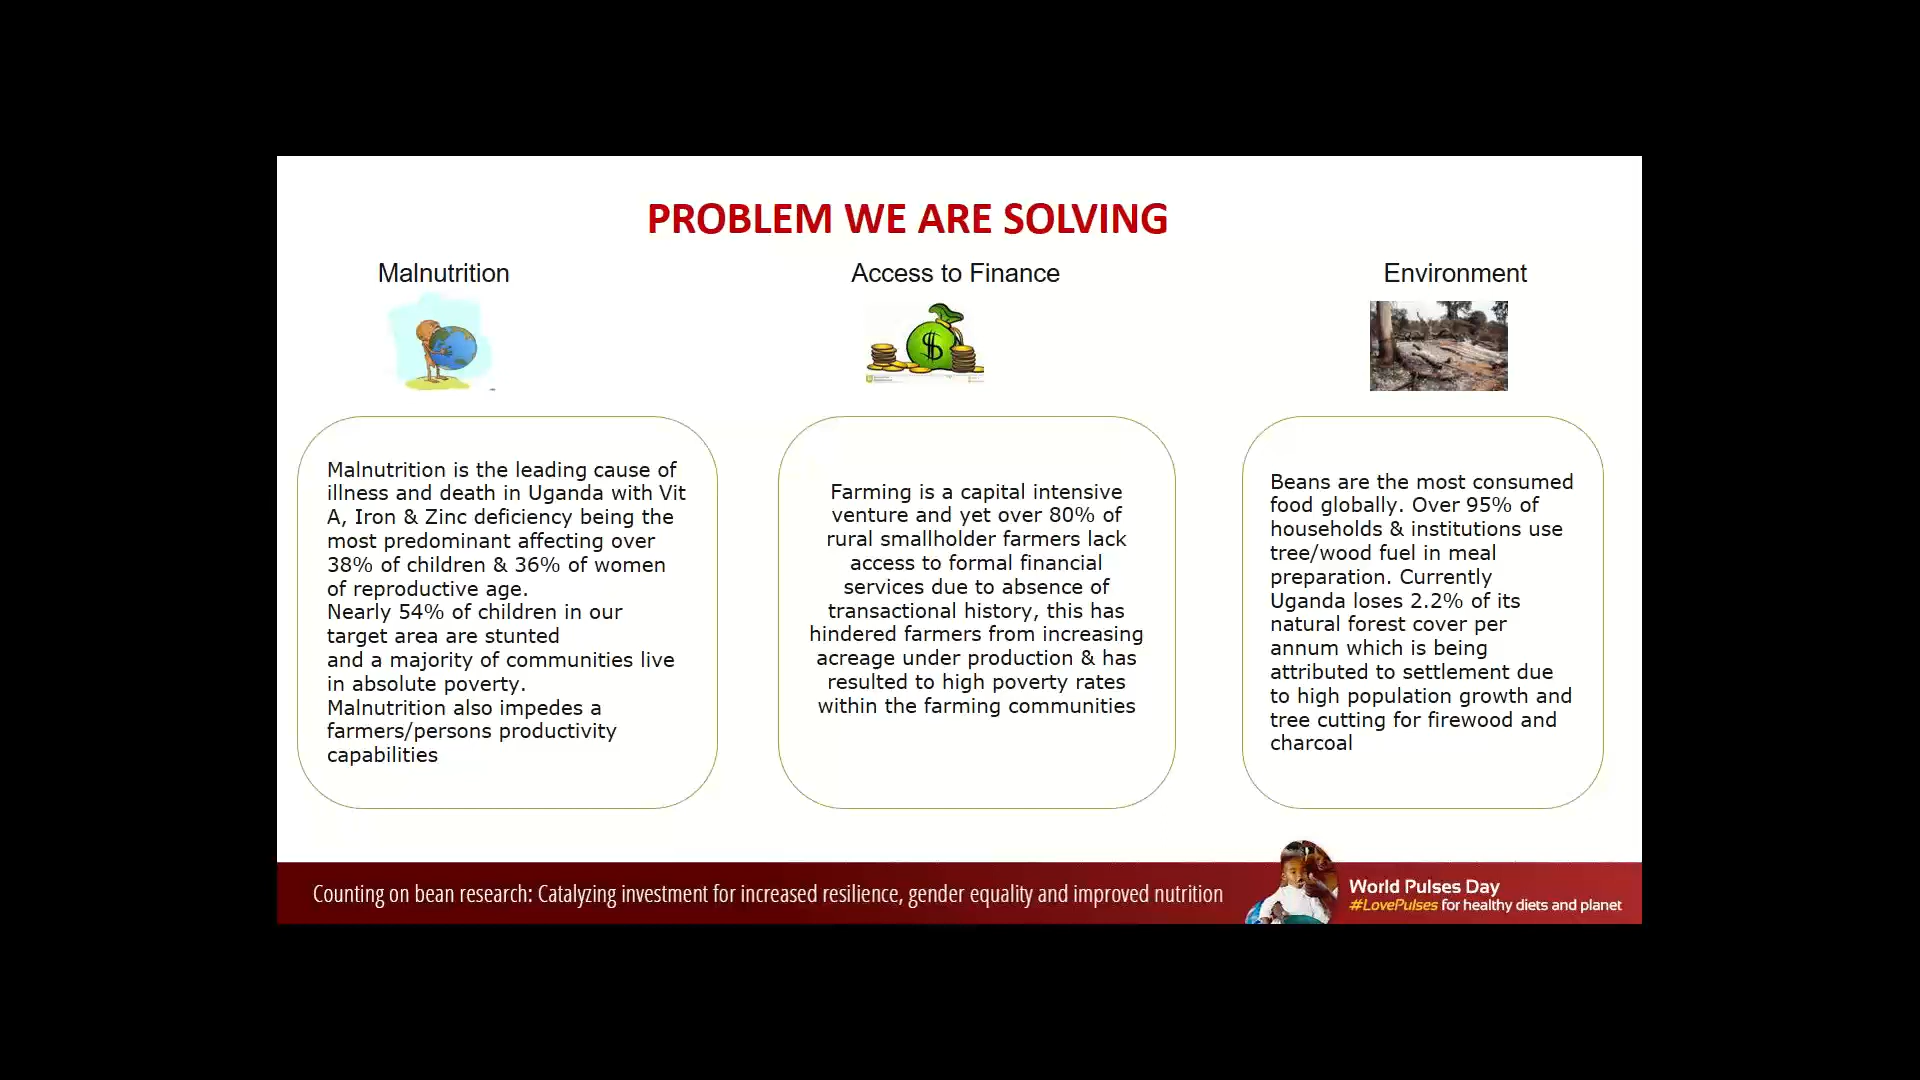 PROBLEM WE ARE SOLVING
Malnutrition
Access to Finance
Environment
Malnutrition is the leading cause of
illness and death in Uganda with Vit
A, Iron & Zinc deficiency being the
most predominant affecting over
38% of children & 36% of women
of reproductive age.
Nearly 54% of children in our
target area are stunted
and a majority of communities live
in absolute poverty.
Malnutrition also impedes a
farmers/persons productivity
capabilities
Farming is a capital intensive
venture and yet over 80% of
rural smallholder farmers lack
access to formal financial
services due to absence of
transactional history, this has
hindered farmers from increasing
acreage under production & has
resulted to high poverty rates
within the farming communities
Beans are the most consumed
food globally. Over 95% of
households & institutions use
tree/wood fuel in meal
preparation. Currently
Uganda loses 2.2% of its
natural forest cover per
annum which is being
attributed to settlement due
to high population growth and
tree cutting for firewood and
charcoal
Counting on bean research: Catalyzing investment for increased resilience, gender equality and improved nutrition
World Pulses Day
#LovePulses for healthy diets and planet